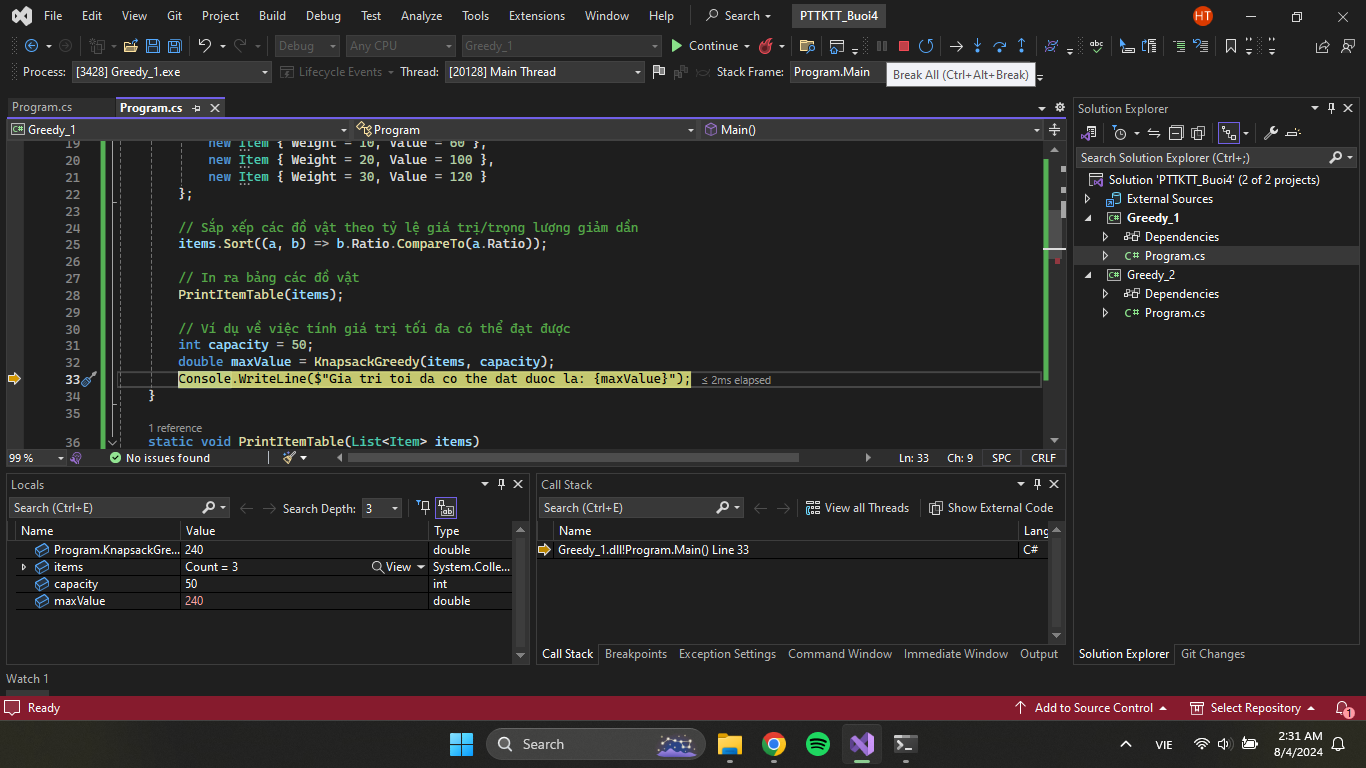 File Edit View Git Project Build Debug Test Analyze Tools Extensions Window Help Search PTTKTT_Buoi4 HT
Debug Any CPU Greedy_1 Continue
Process: [3428] Greedy_1.exe Lifecycle Events Thread: [20128] Main Thread Stack Frame: Program.Main
Break All (Ctrl+Alt+Break)
Program.cs Program.cs
C# Greedy_1 Program Main()
19 new Item { Weight = 10, Value = 60 },
20 new Item { Weight = 20, Value = 100 },
21 new Item { Weight = 30, Value = 120 }
22 };
23
24 // Sắp xếp các đồ vật theo tỷ lệ giá trị/trọng lượng giảm dần
25 items.Sort((a, b) => b.Ratio.CompareTo(a.Ratio));
26
27 // In ra bảng các đồ vật
28 PrintItemTable(items);
29
30 // Ví dụ về việc tính giá trị tối đa có thể đạt được
31 int capacity = 50;
32 double maxValue = KnapsackGreedy(items, capacity);
33 Console.WriteLine($"Gia tri toi da co the dat duoc la: {maxValue}"); ≤ 2ms elapsed
34 }
35
1 reference
36 static void PrintItemTable(List<Item> items)
99 % No issues found Ln: 33 Ch: 9 SPC CRLF
Locals
Search (Ctrl+E) Search Depth: 3
Name Value Type
Program.KnapsackGre... 240 double
items Count = 3 View System.Colle...
capacity 50 int
maxValue 240 double
Watch 1
Call Stack
Search (Ctrl+E) View all Threads Show External Code
Name Lang
Greedy_1.dll!Program.Main() Line 33 C#
Call Stack Breakpoints Exception Settings Command Window Immediate Window Output
Solution Explorer
Search Solution Explorer (Ctrl+;)
Solution 'PTTKTT_Buoi4' (2 of 2 projects)
External Sources
C# Greedy_1
Dependencies
C# Program.cs
C# Greedy_2
Dependencies
C# Program.cs
Solution Explorer Git Changes
Ready Add to Source Control Select Repository 1
Search VIE 2:31 AM
8/4/2024